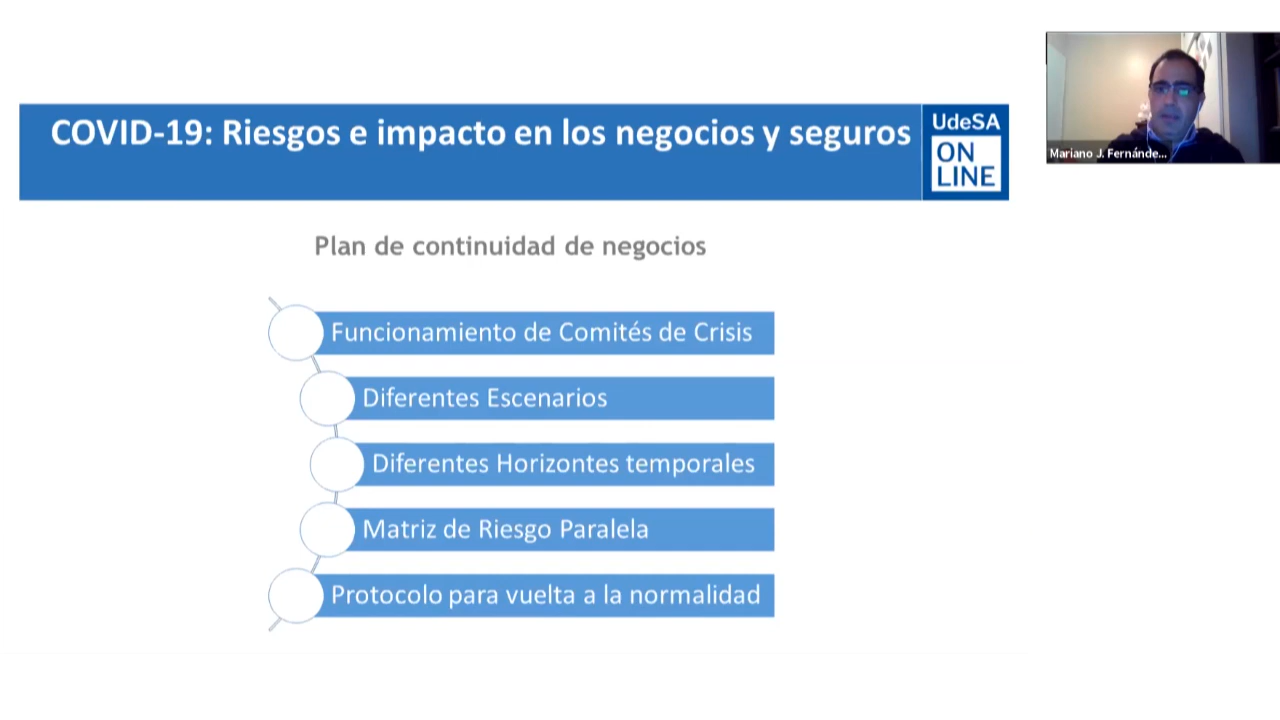 COVID-19: Riesgos e impacto en los negocios y seguros
UdeSA
ON
LINE
Mariano J. Fernánde...
Plan de continuidad de negocios
Funcionamiento de Comités de Crisis
Diferentes Escenarios
Diferentes Horizontes temporales
Matriz de Riesgo Paralela
Protocolo para vuelta a la normalidad